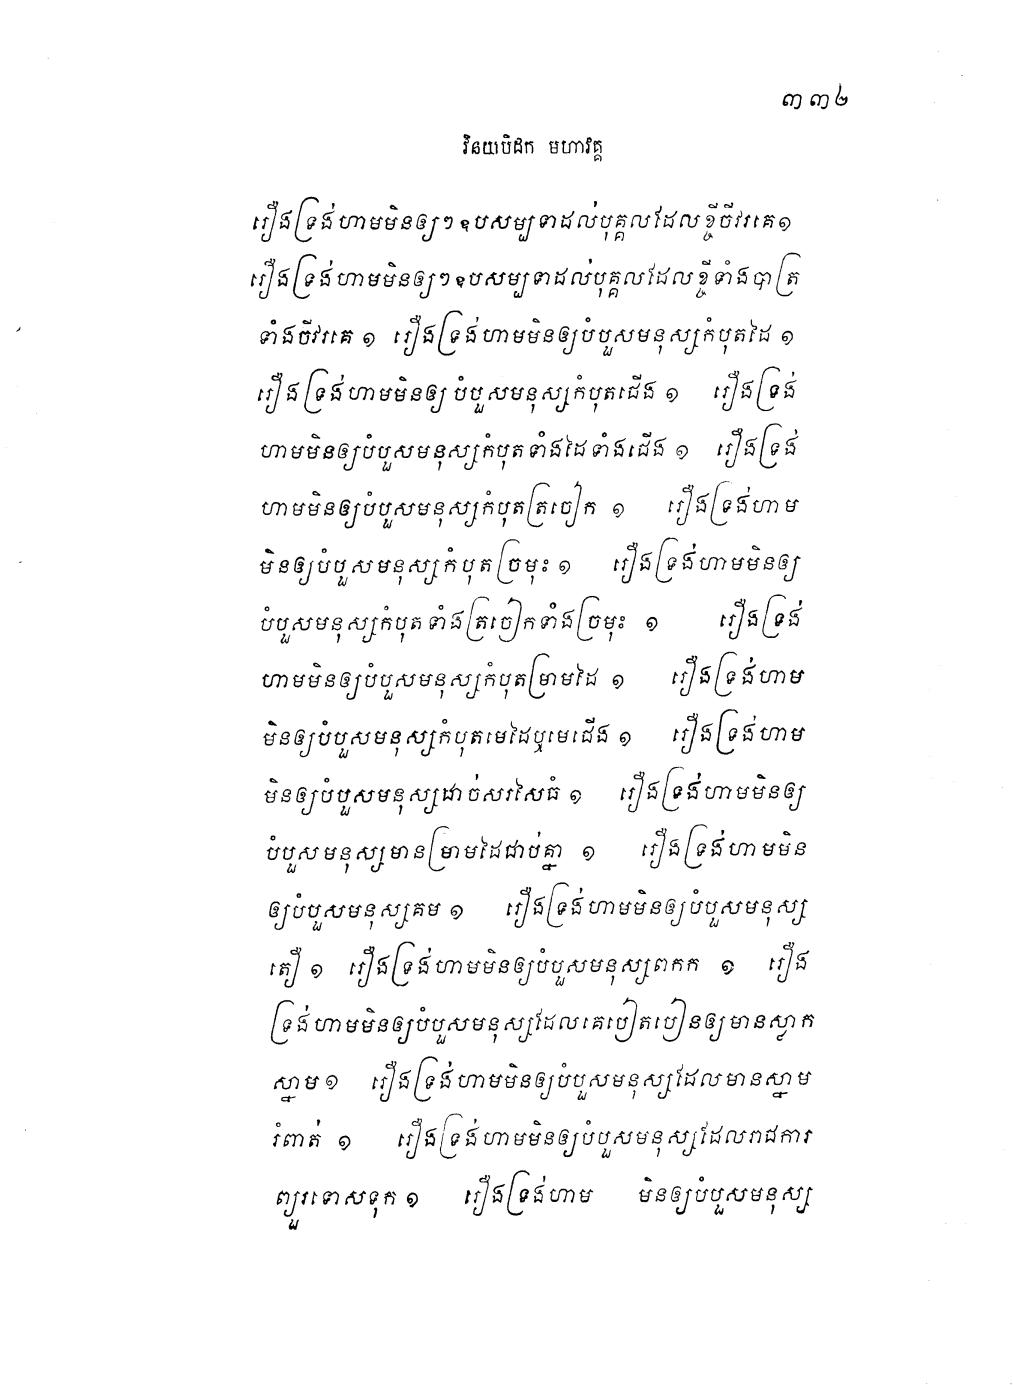 ៣៣២
វិនយបិដក មហាវគ្គ
រឿងទ្រង់ហាមមិនឲ្យៗឧបសម្បទាដល់បុគ្គលដែលខ្ចីចីវរគេ១
រឿងទ្រង់ហាមមិនឲ្យៗឧបសម្បទាដល់បុគ្គលដែលខ្ចីទាំងបាត្រ
ទាំងចីវរគេ ១ រឿងទ្រង់ហាមមិនឲ្យបំបួសមនុស្សកំបុតដៃ ១
រឿងទ្រង់ហាមមិនឲ្យ បំបួសមនុស្សកំបុតជើង ១ រឿងទ្រង់
ហាមមិនឲ្យបំបួសមនុស្សកំបុតទាំងដៃទាំងជើង ១ រឿងទ្រង់
ហាមមិនឲ្យបំបួសមនុស្សកំបុតត្រចៀក ១ រឿងទ្រង់ហាម
មិនឲ្យបំបួសមនុស្សកំបុតច្រមុះ ១ រឿងទ្រង់ហាមមិនឲ្យ
បំបួសមនុស្សកំបុតទាំងត្រចៀកទាំងច្រមុះ ១ រឿងទ្រង់
ហាមមិនឲ្យបំបួសមនុស្សកំបុតម្រាមដៃ ១ រឿងទ្រង់ហាម
មិនឲ្យបំបួសមនុស្សកំបុតមេដៃឬមេជើង ១ រឿងទ្រង់ហាម
មិនឲ្យបំបួសមនុស្សដាច់សរសៃធំ ១ រឿងទ្រង់ហាមមិនឲ្យ
បំបួសមនុស្សមានម្រាមដៃជាប់គ្នា ១ រឿងទ្រង់ហាមមិន
ឲ្យបំបួសមនុស្សគម ១ រឿងទ្រង់ហាមមិនឲ្យបំបួសមនុស្ស
តឿ ១ រឿងទ្រង់ហាមមិនឲ្យបំបួសមនុស្សពកក ១ រឿង
ទ្រង់ហាមមិនឲ្យបំបួសមនុស្សដែលគេបៀតបៀនឲ្យមានស្លាក
ស្នាម១ រឿងទ្រង់ហាមមិនឲ្យបំបួសមនុស្សដែលមានស្នាម
រំពាត់ ១ រឿងទ្រង់ហាមមិនឲ្យបំបួសមនុស្សដែលរាជការ
ព្យួរទោសទុក ១ រឿងទ្រង់ហាម មិនឲ្យបំបួសមនុស្ស